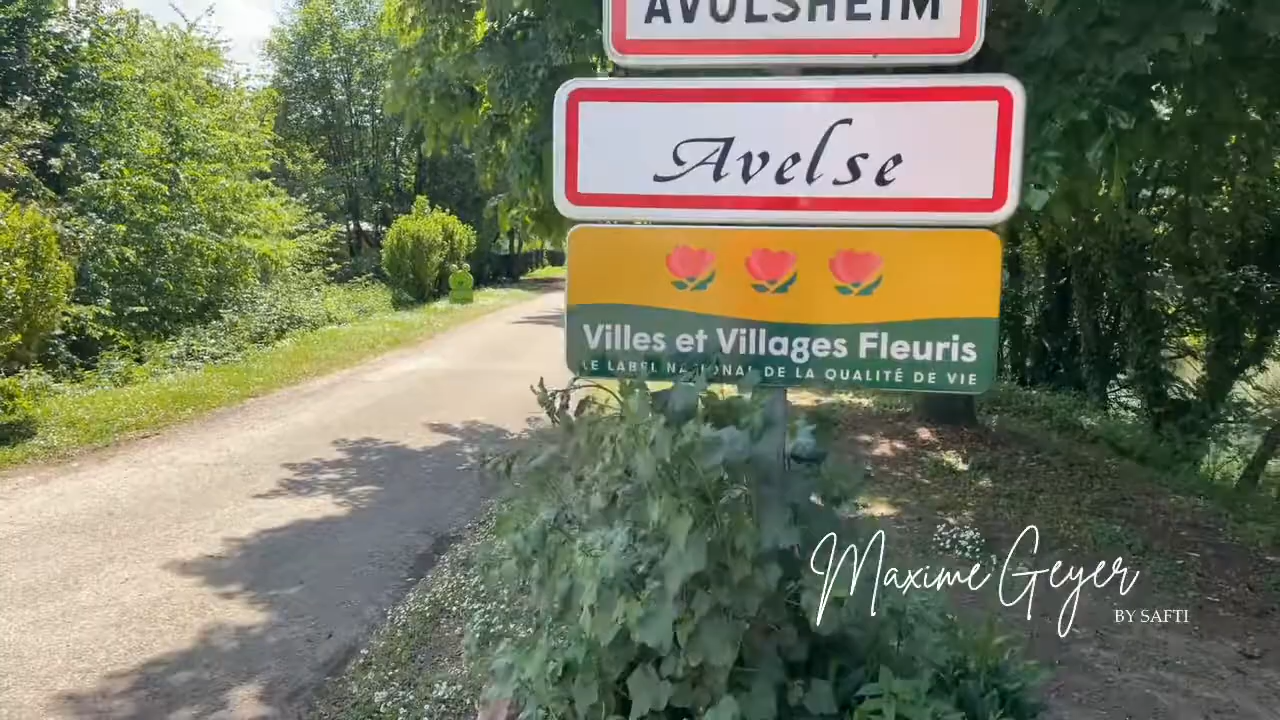 AVOLSHEIM
Avelse
Villes et Villages Fleuris
LE LABEL NATIONAL DE LA QUALITÉ DE VIE
Maxime Geyer
BY SAFTI